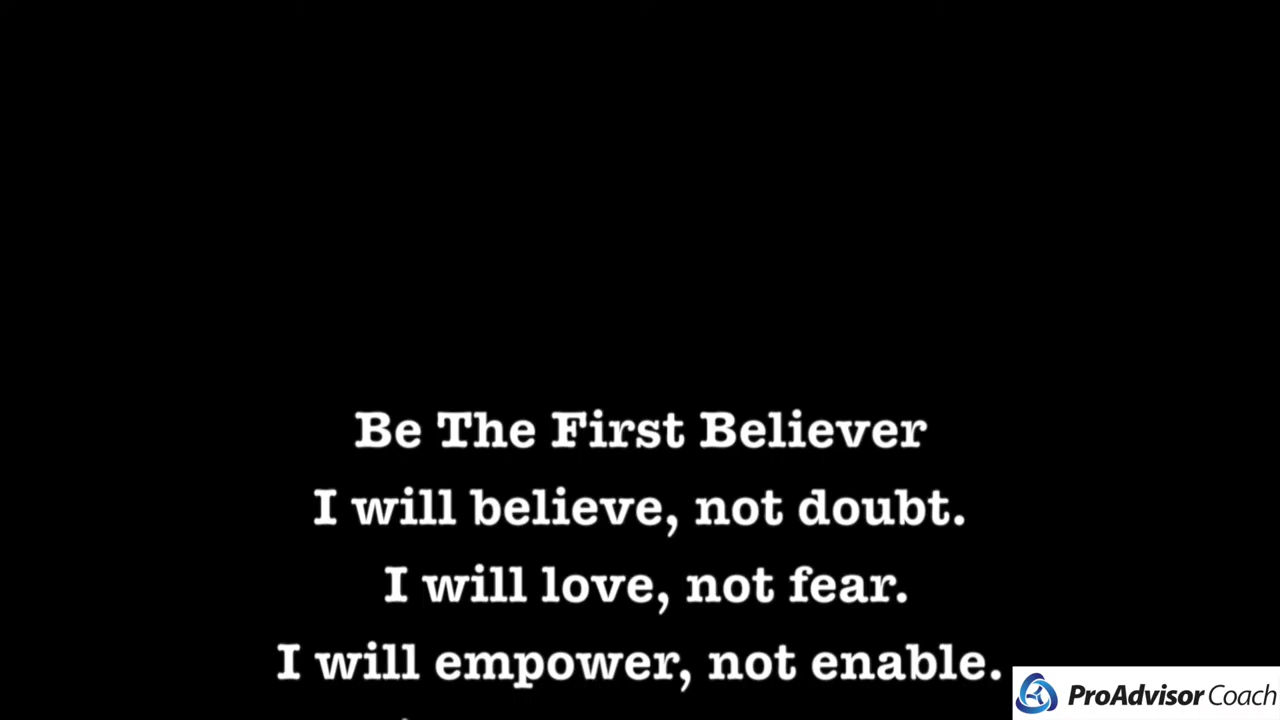 Be The First Believer
I will believe, not doubt.
I will love, not fear.
I will empower, not enable.
ProAdvisor Coach